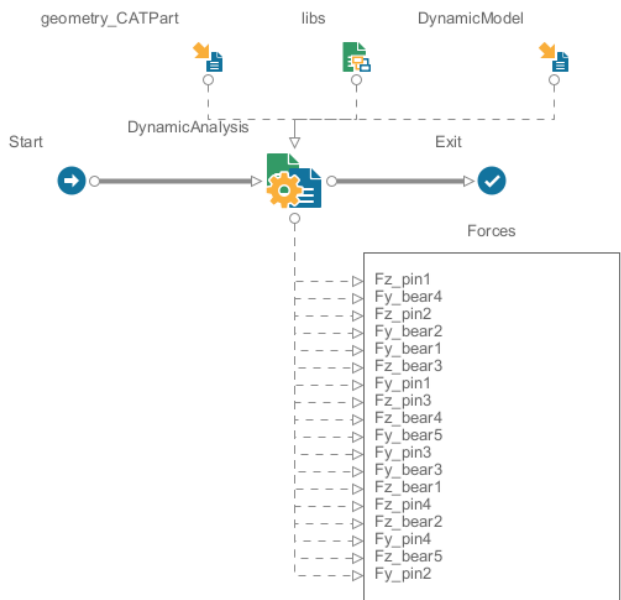 geometry_CATPart libs DynamicModel
DynamicAnalysis
Start Exit
Forces
Fz_pin1
Fy_bear4
Fz_pin2
Fy_bear2
Fy_bear1
Fz_bear3
Fy_pin1
Fz_pin3
Fz_bear4
Fy_bear5
Fy_pin3
Fy_bear3
Fz_bear1
Fz_pin4
Fz_bear2
Fy_pin4
Fz_bear5
Fy_pin2